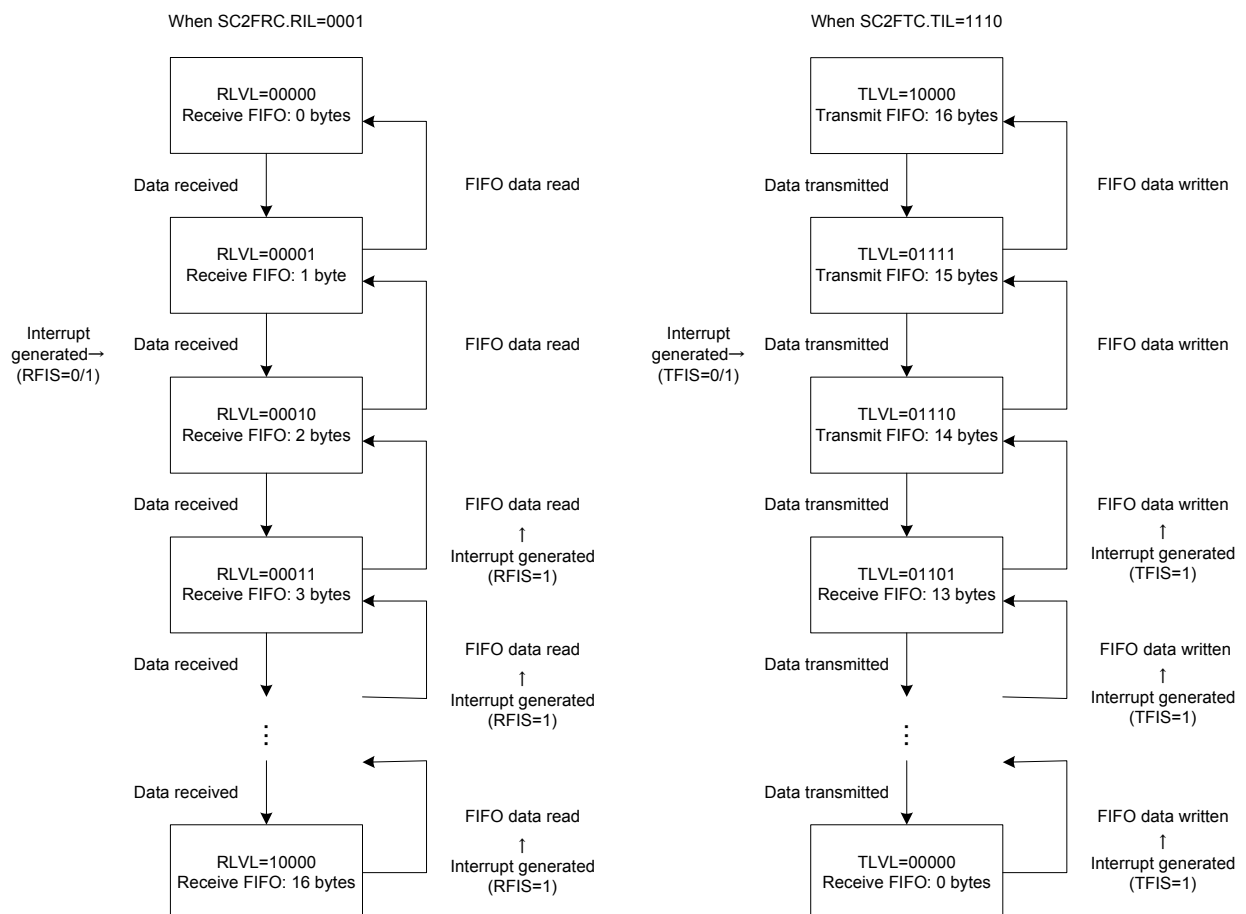 When SC2FRC.RIL=0001
RLVL=00000
Receive FIFO: 0 bytes
Data received
FIFO data read
RLVL=00001
Receive FIFO: 1 byte
Interrupt
generated→
(RFIS=0/1)
Data received
FIFO data read
RLVL=00010
Receive FIFO: 2 bytes
Data received
FIFO data read
↑
Interrupt generated
(RFIS=1)
RLVL=00011
Receive FIFO: 3 bytes
Data received
FIFO data read
↑
Interrupt generated
(RFIS=1)
⋮
Data received
FIFO data read
↑
Interrupt generated
(RFIS=1)
RLVL=10000
Receive FIFO: 16 bytes
When SC2FTC.TIL=1110
TLVL=10000
Transmit FIFO: 16 bytes
Data transmitted
FIFO data written
TLVL=01111
Transmit FIFO: 15 bytes
Interrupt
generated→
(TFIS=0/1)
Data transmitted
FIFO data written
TLVL=01110
Transmit FIFO: 14 bytes
Data transmitted
FIFO data written
↑
Interrupt generated
(TFIS=1)
TLVL=01101
Receive FIFO: 13 bytes
Data transmitted
FIFO data written
↑
Interrupt generated
(TFIS=1)
⋮
Data transmitted
FIFO data written
↑
Interrupt generated
(TFIS=1)
TLVL=00000
Receive FIFO: 0 bytes